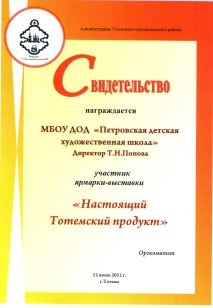 Администрация Тотемского муниципального района
Свидетельство
награждается
МБОУ ДОД «Петровская детская
художественная школа»
Директор Т.Н.Попова
участник
ярмарки-выставки
«Настоящий
Тотемский продукт»
Оргкомитет
12 июня 2012 г.
г.Тотьма